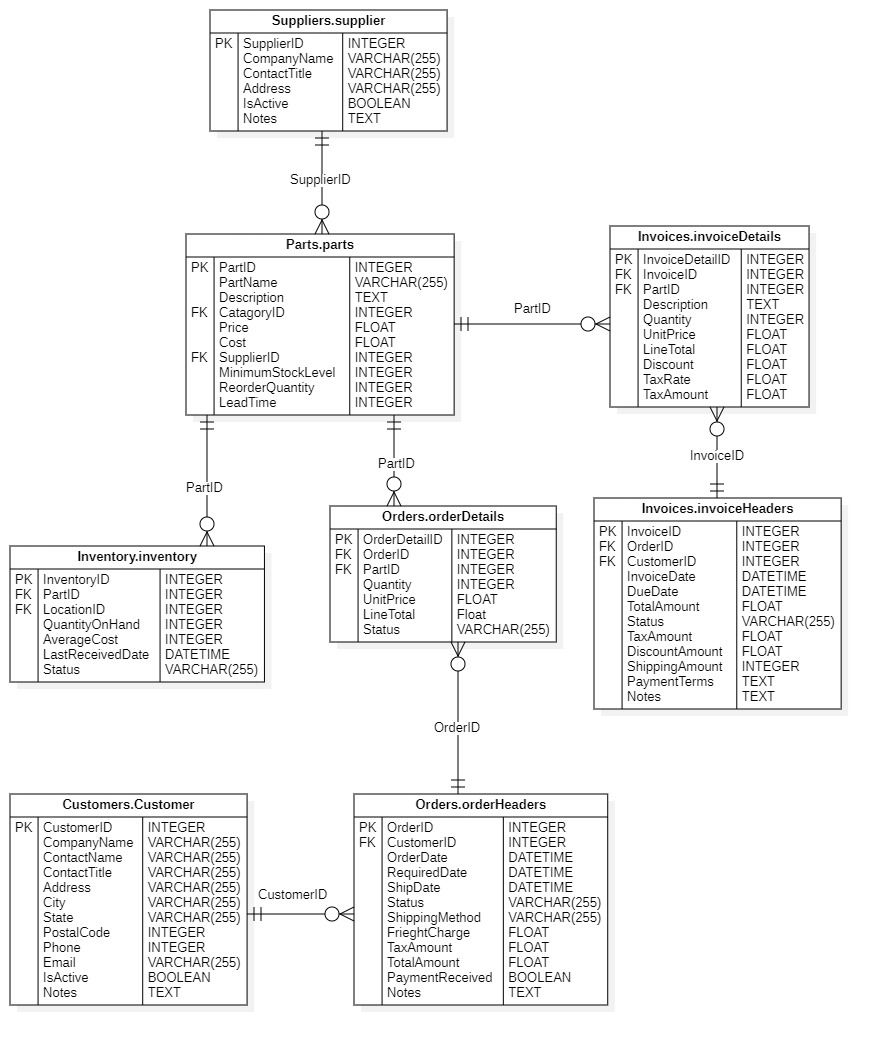 Suppliers.supplier
PK SupplierID INTEGER
CompanyName VARCHAR(255)
ContactTitle VARCHAR(255)
Address VARCHAR(255)
IsActive BOOLEAN
Notes TEXT
SupplierID
Parts.parts
PK PartID INTEGER
PartName VARCHAR(255)
Description TEXT
FK CatagoryID INTEGER
Price FLOAT
Cost FLOAT
FK SupplierID INTEGER
MinimumStockLevel INTEGER
ReorderQuantity INTEGER
LeadTime INTEGER
PartID
Invoices.invoiceDetails
PK InvoiceDetailID INTEGER
FK InvoiceID INTEGER
FK PartID INTEGER
Description TEXT
Quantity INTEGER
UnitPrice FLOAT
LineTotal FLOAT
Discount FLOAT
TaxRate FLOAT
TaxAmount FLOAT
InvoiceID
Invoices.invoiceHeaders
PK InvoiceID INTEGER
FK OrderID INTEGER
FK CustomerID INTEGER
InvoiceDate DATETIME
DueDate DATETIME
TotalAmount FLOAT
Status VARCHAR(255)
TaxAmount FLOAT
DiscountAmount FLOAT
ShippingAmount INTEGER
PaymentTerms TEXT
Notes TEXT
PartID
PartID
Inventory.inventory
PK InventoryID INTEGER
FK PartID INTEGER
FK LocationID INTEGER
QuantityOnHand INTEGER
AverageCost INTEGER
LastReceivedDate DATETIME
Status VARCHAR(255)
Orders.orderDetails
PK OrderDetailID INTEGER
FK OrderID INTEGER
FK PartID INTEGER
Quantity INTEGER
UnitPrice FLOAT
LineTotal Float
Status VARCHAR(255)
OrderID
Customers.Customer
PK CustomerID INTEGER
CompanyName VARCHAR(255)
ContactName VARCHAR(255)
ContactTitle VARCHAR(255)
Address VARCHAR(255)
City VARCHAR(255)
State VARCHAR(255)
PostalCode INTEGER
Phone INTEGER
Email VARCHAR(255)
IsActive BOOLEAN
Notes TEXT
CustomerID
Orders.orderHeaders
PK OrderID INTEGER
FK CustomerID INTEGER
OrderDate DATETIME
RequiredDate DATETIME
ShipDate DATETIME
Status VARCHAR(255)
ShippingMethod VARCHAR(255)
FrieghtCharge FLOAT
TaxAmount FLOAT
TotalAmount FLOAT
PaymentReceived BOOLEAN
Notes TEXT